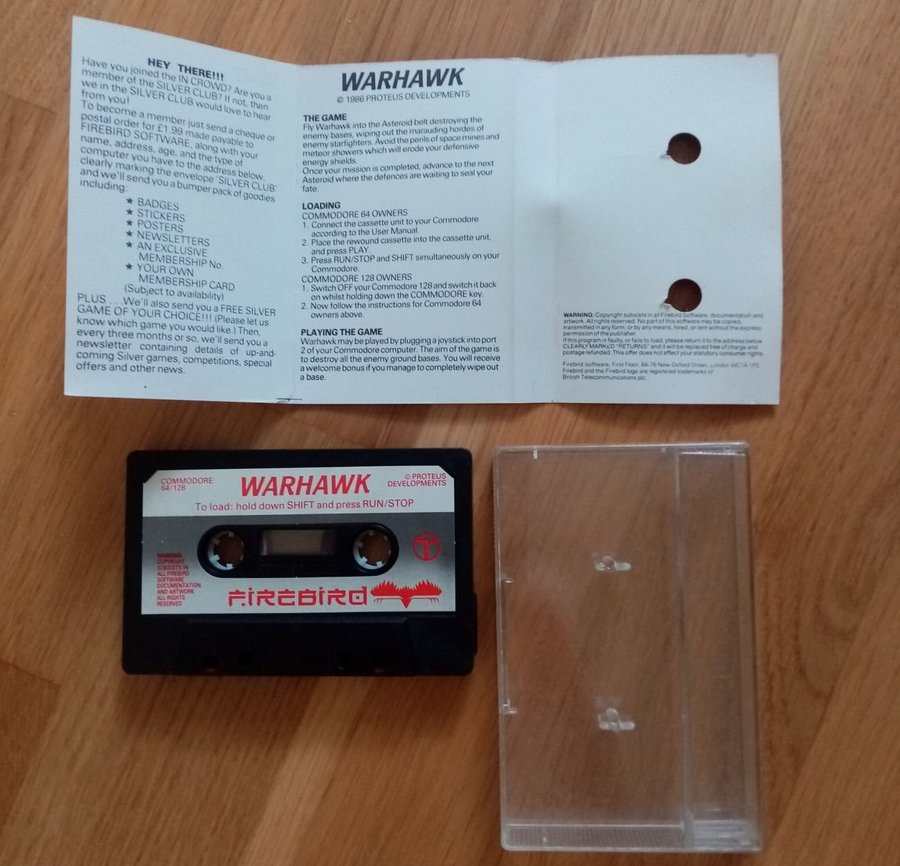 HEY THERE!!!
Have you joined the IN CROWD? Are you a
member of the SILVER CLUB? If not, then
we in the SILVER CLUB would love to hear
from you!
To become a member just send a cheque or
postal order for £1.99 made payable to
FIREBIRD SOFTWARE, along with your
name, address, age, and the type of
computer you have to the address below,
clearly marking the envelope 'SILVER CLUB'
and we'll send you a bumper pack of goodies
including:
★ BADGES
★ STICKERS
★ POSTERS
★ NEWSLETTERS
★ AN EXCLUSIVE
MEMBERSHIP No.
★ YOUR OWN
MEMBERSHIP CARD
(Subject to availability)
PLUS ... We'll also send you a FREE SILVER
GAME OF YOUR CHOICE!!! (Please let us
know which game you would like.) Then,
every three months or so, we'll send you a
newsletter containing details of up-and-
coming Silver games, competitions, special
offers and other news.
WARHAWK
© 1986 PROTEUS DEVELOPMENTS
THE GAME
Fly Warhawk into the Asteroid belt destroying the
enemy bases, wiping out the marauding hordes of
enemy starfighters. Avoid the perils of space mines and
meteor showers which will erode your defensive
energy shields.
Once your mission is completed, advance to the next
Asteroid where the defences are waiting to seal your
fate.
LOADING
COMMODORE 64 OWNERS
1. Connect the cassette unit to your Commodore
according to the User Manual.
2. Place the rewound cassette into the cassette unit,
and press PLAY.
3. Press RUN/STOP and SHIFT simultaneously on your
Commodore.
COMMODORE 128 OWNERS
1. Switch OFF your Commodore 128 and switch it back
on whilst holding down the COMMODORE key.
2. Now follow the instructions for Commodore 64
owners above.
PLAYING THE GAME
Warhawk may be played by plugging a joystick into port
2 of your Commodore computer. The aim of the game is
to destroy all the enemy ground bases. You will receive
a welcome bonus if you manage to completely wipe out
a base.
WARNING: Copyright subsists in all Firebird Software, documentation and
artwork. All rights reserved. No part of this software may be copied,
transmitted in any form, or by any means, hired, or lent without the express
permission of the publisher.
If this program is faulty, or fails to load, please return it to the address below
CLEARLY MARKED "RETURNS" and it will be replaced free of charge and
postage refunded. This offer does not affect your statutory consumer rights.
Firebird Software, First Floor, 64-76 New Oxford Street, London WC1A 1PS
Firebird and the Firebird logo are registered trademarks of
British Telecommunications plc
COMMODORE
64/128
WARHAWK
© PROTEUS
DEVELOPMENTS
To load: hold down SHIFT and press RUN/STOP
WARNING
COPYRIGHT
SUBSISTS IN
ALL FIREBIRD
SOFTWARE
DOCUMENTATION
AND ARTWORK
ALL RIGHTS
RESERVED
T
FIREBIRD